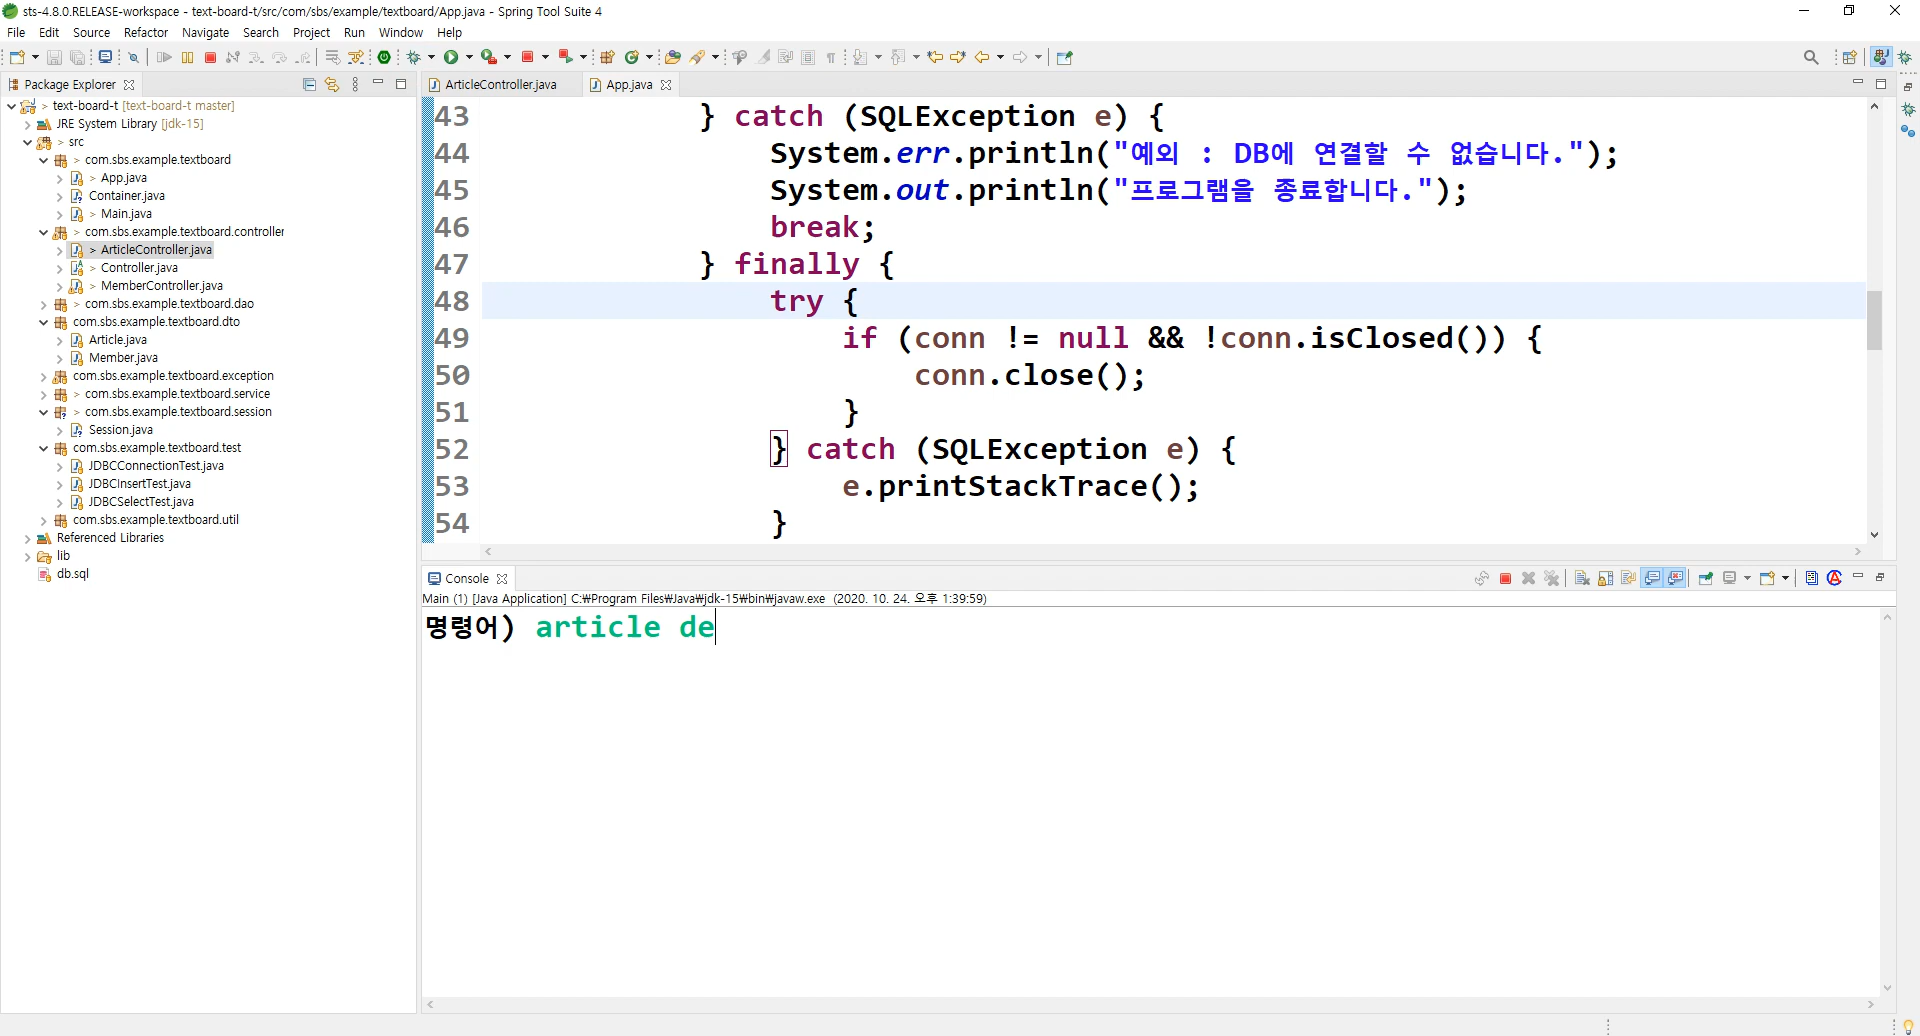 sts-4.8.0.RELEASE-workspace - text-board-t/src/com/sbs/example/textboard/App.java - Spring Tool Suite 4
File Edit Source Refactor Navigate Search Project Run Window Help
Package Explorer
text-board-t [text-board-t master]
JRE System Library [jdk-15]
src
com.sbs.example.textboard
App.java
Container.java
Main.java
com.sbs.example.textboard.controller
ArticleController.java
Controller.java
MemberController.java
com.sbs.example.textboard.dao
com.sbs.example.textboard.dto
Article.java
Member.java
com.sbs.example.textboard.exception
com.sbs.example.textboard.service
com.sbs.example.textboard.session
Session.java
com.sbs.example.textboard.test
JDBCConnectionTest.java
JDBCInsertTest.java
JDBCSelectTest.java
com.sbs.example.textboard.util
Referenced Libraries
lib
db.sql
ArticleController.java App.java
43 } catch (SQLException e) {
44 System.err.println("예외 : DB에 연결할 수 없습니다.");
45 System.out.println("프로그램을 종료합니다.");
46 break;
47 } finally {
48 try {
49 if (conn != null && !conn.isClosed()) {
50 conn.close();
51 }
52 } catch (SQLException e) {
53 e.printStackTrace();
54 }
Console
Main (1) [Java Application] C:₩Program Files₩Java₩jdk-15₩bin₩javaw.exe (2020. 10. 24. 오후 1:39:59)
명령어) article de